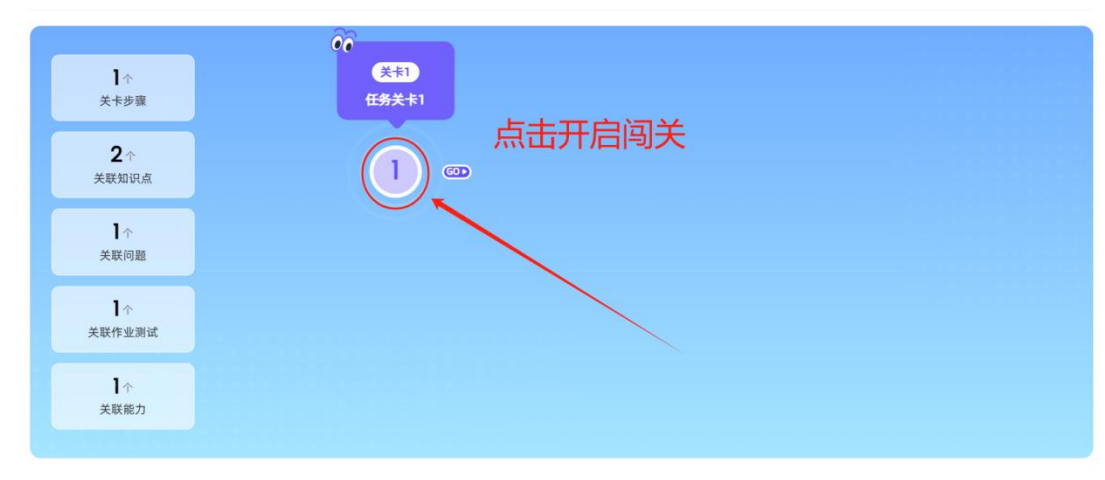 1个
关卡步骤
2个
关联知识点
1个
关联问题
1个
关联作业测试
1个
关联能力
关卡1
任务关卡1
点击开启闯关
1
GO